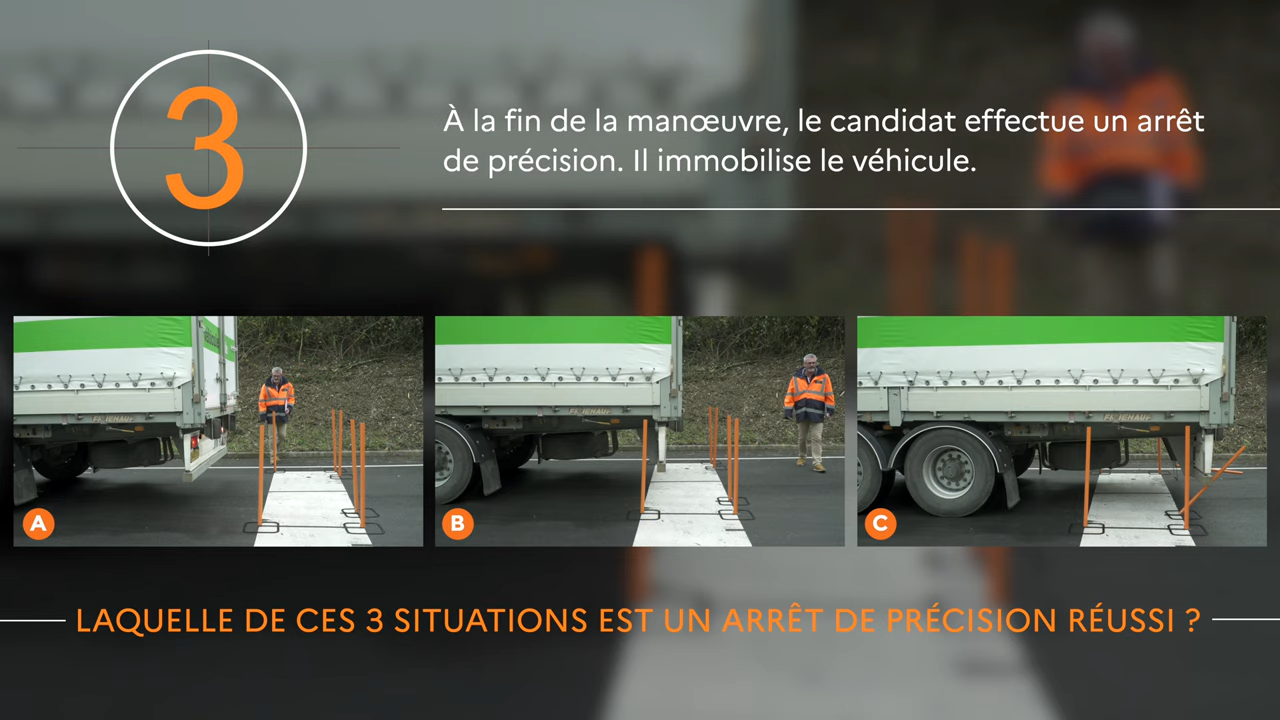 3
À la fin de la manœuvre, le candidat effectue un arrêt
de précision. Il immobilise le véhicule.
A
B
C
LAQUELLE DE CES 3 SITUATIONS EST UN ARRÊT DE PRÉCISION RÉUSSI ?